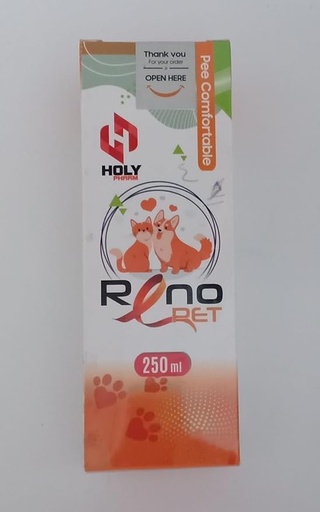 Thank you
For your order
OPEN HERE
Pee Comfortable
HOLY
PHARM
Reno
PET
250 ml